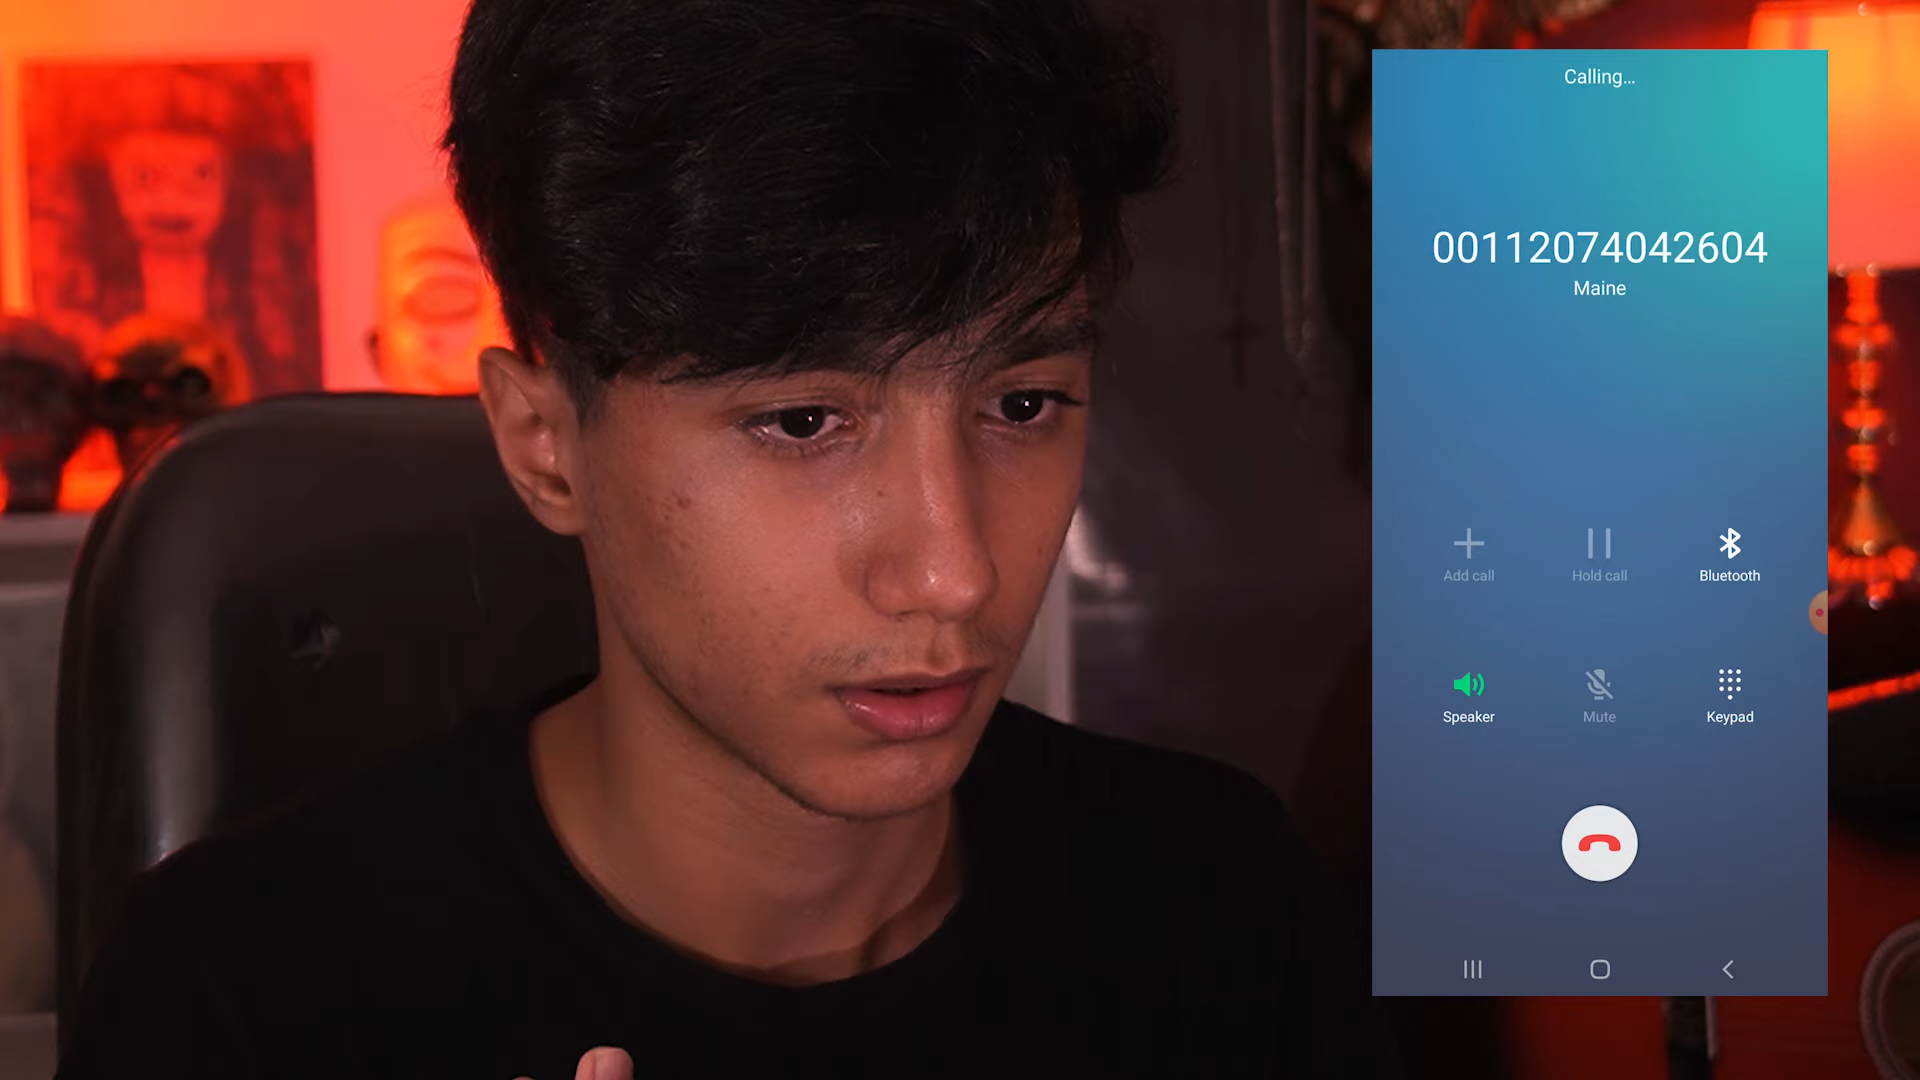 Calling...
00112074042604
Maine
Add call
Hold call
Bluetooth
Speaker
Mute
Keypad